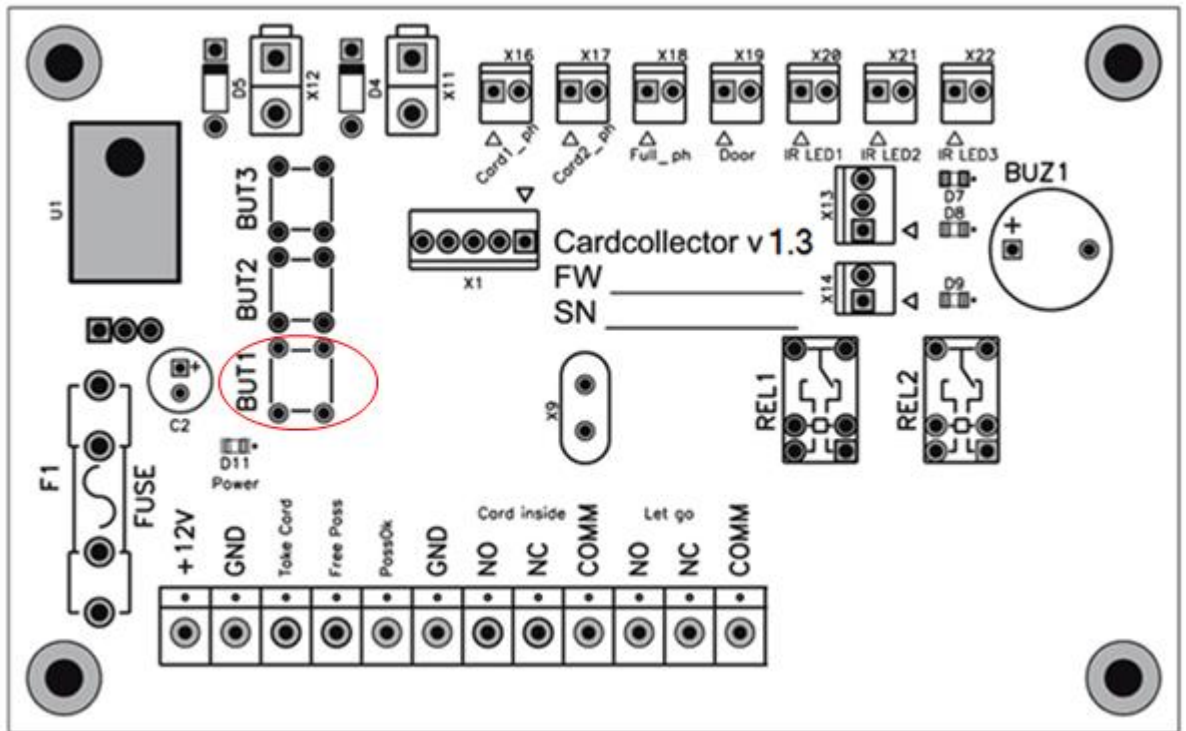 X16 X17 X18 X19 X20 X21 X22
D5 X12 D4 X11
Card1_ph Card2_ph Full_ph Door IR LED1 IR LED2 IR LED3
U1
BUT3
BUT2
BUT1
X1
Cardcollector v 1.3
FW
SN
X13
X14
D7
D8
D9
BUZ1
+
+
C2
X9
REL1
REL2
D11
Power
F1
FUSE
Card inside Let go
+12V GND Take Card Free Pass PassOk GND NO NC COMM NO NC COMM